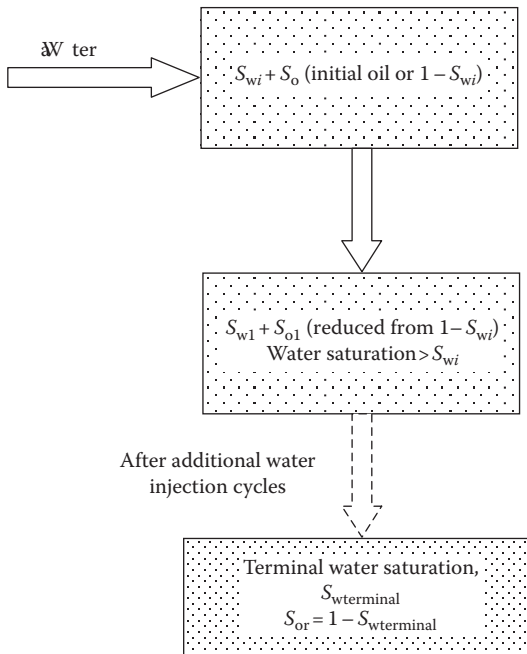 Water
S_wi + S_o (initial oil or 1 – S_wi)
S_w1 + S_o1 (reduced from 1– S_wi)
Water saturation > S_wi
After additional water
injection cycles
Terminal water saturation,
S_wterminal
S_or = 1 – S_wterminal